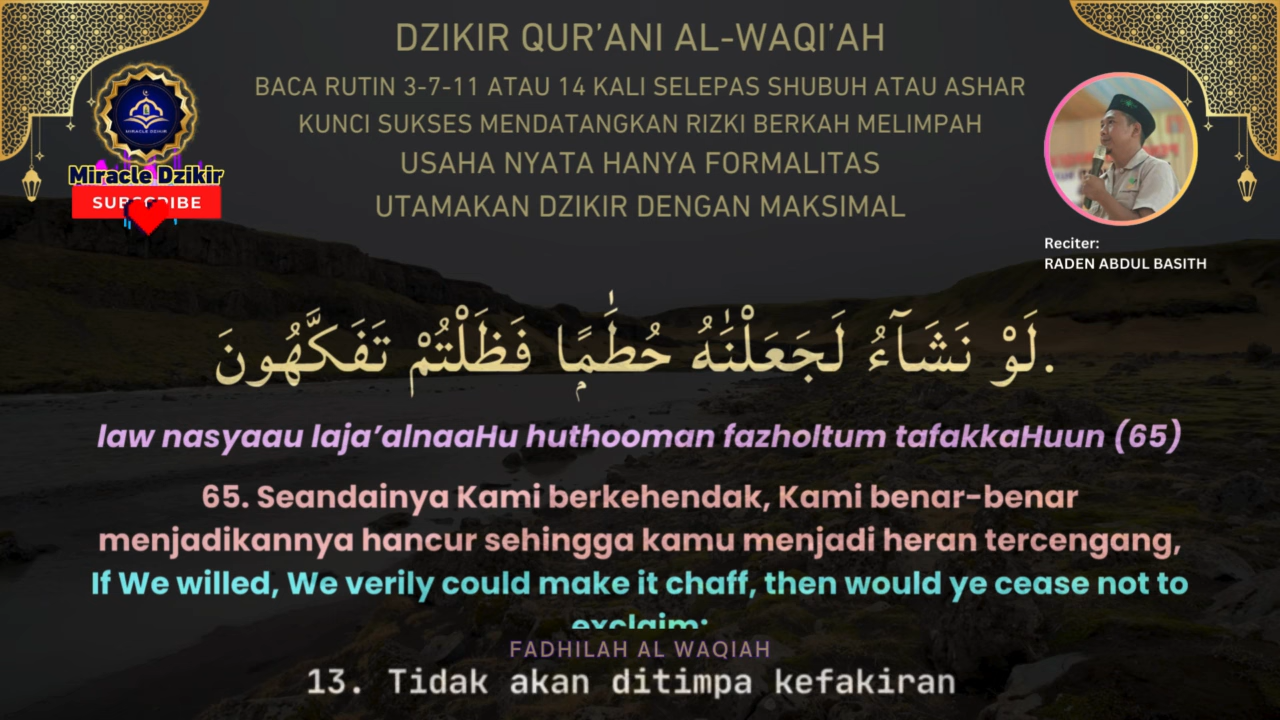 DZIKIR QUR'ANI AL-WAQI'AH
BACA RUTIN 3-7-11 ATAU 14 KALI SELEPAS SHUBUH ATAU ASHAR
KUNCI SUKSES MENDATANGKAN RIZKI BERKAH MELIMPAH
USAHA NYATA HANYA FORMALITAS
UTAMAKAN DZIKIR DENGAN MAKSIMAL
MIRACLE DZIKIR
Miracle Dzikir
SUBSCRIBE
Reciter:
RADEN ABDUL BASITH
لَوْ نَشَآءُ لَجَعَلْنَٰهُ حُطَٰمًۭا فَظَلْتُمْ تَفَكَّهُونَ.
law nasyaau laja’alnaaHu huthooman fazholtum tafakkaHuun (65)
65. Seandainya Kami berkehendak, Kami benar-benar
menjadikannya hancur sehingga kamu menjadi heran tercengang,
If We willed, We verily could make it chaff, then would ye cease not to
exclaim:
FADHILAH AL WAQIAH
13. Tidak akan ditimpa kefakiran